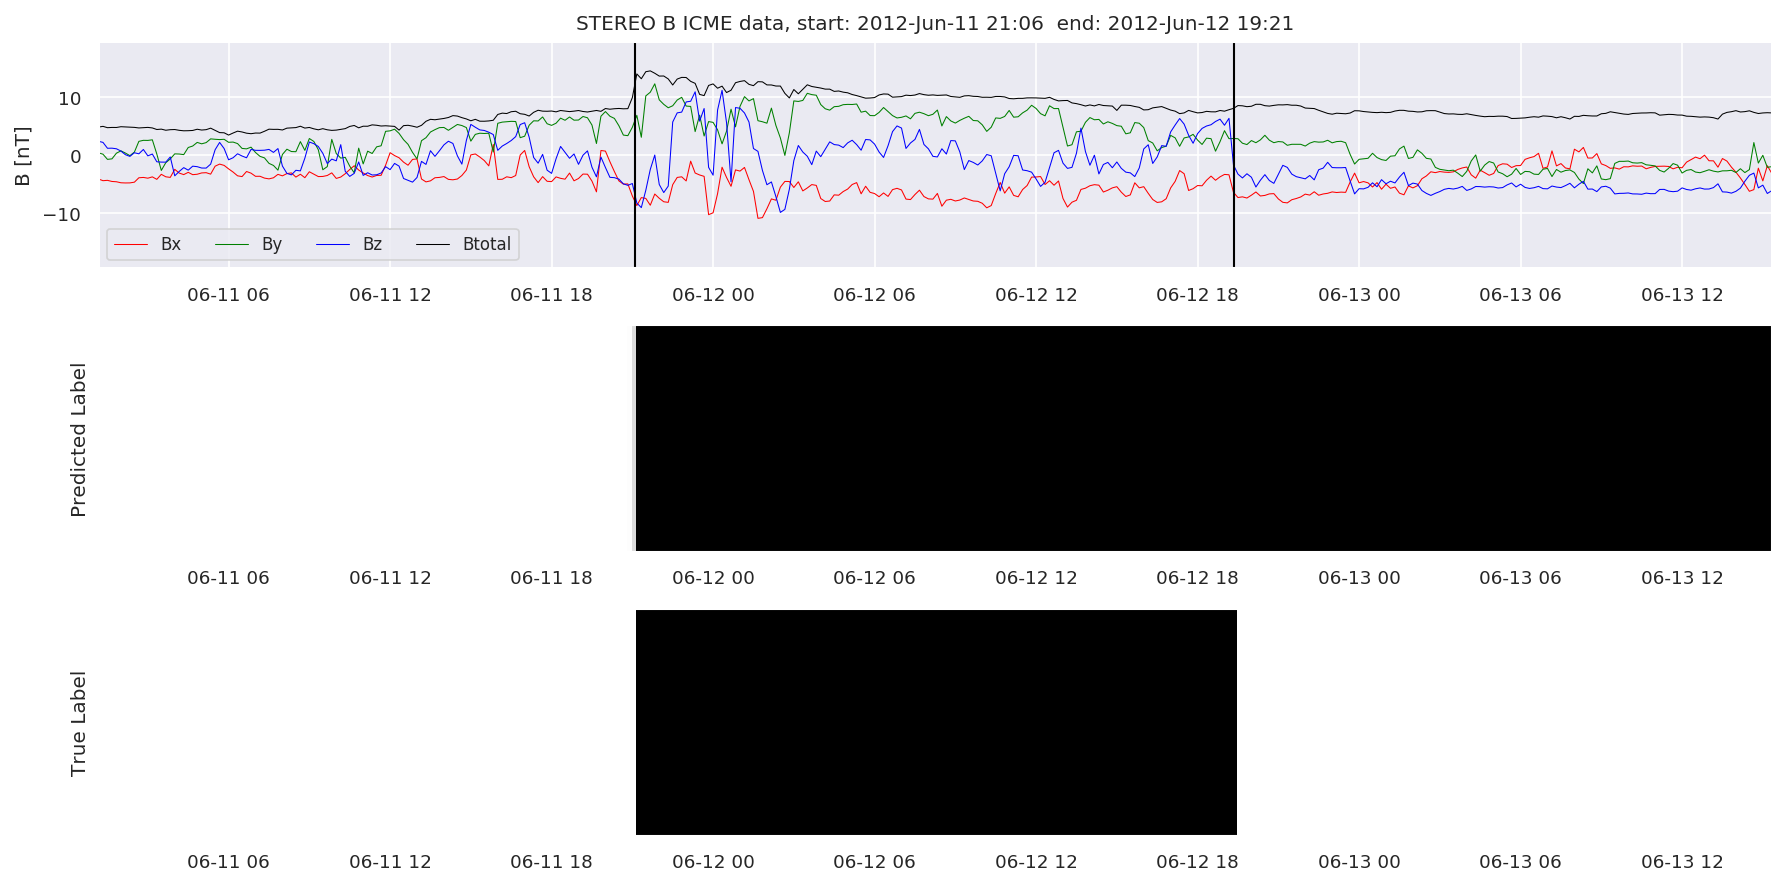 STEREO B ICME data, start: 2012-Jun-11 21:06  end: 2012-Jun-12 19:21
B [nT]
10
0
−10
Bx By Bz Btotal
06-11 06 06-11 12 06-11 18 06-12 00 06-12 06 06-12 12 06-12 18 06-13 00 06-13 06 06-13 12
Predicted Label
06-11 06 06-11 12 06-11 18 06-12 00 06-12 06 06-12 12 06-12 18 06-13 00 06-13 06 06-13 12
True Label
06-11 06 06-11 12 06-11 18 06-12 00 06-12 06 06-12 12 06-12 18 06-13 00 06-13 06 06-13 12